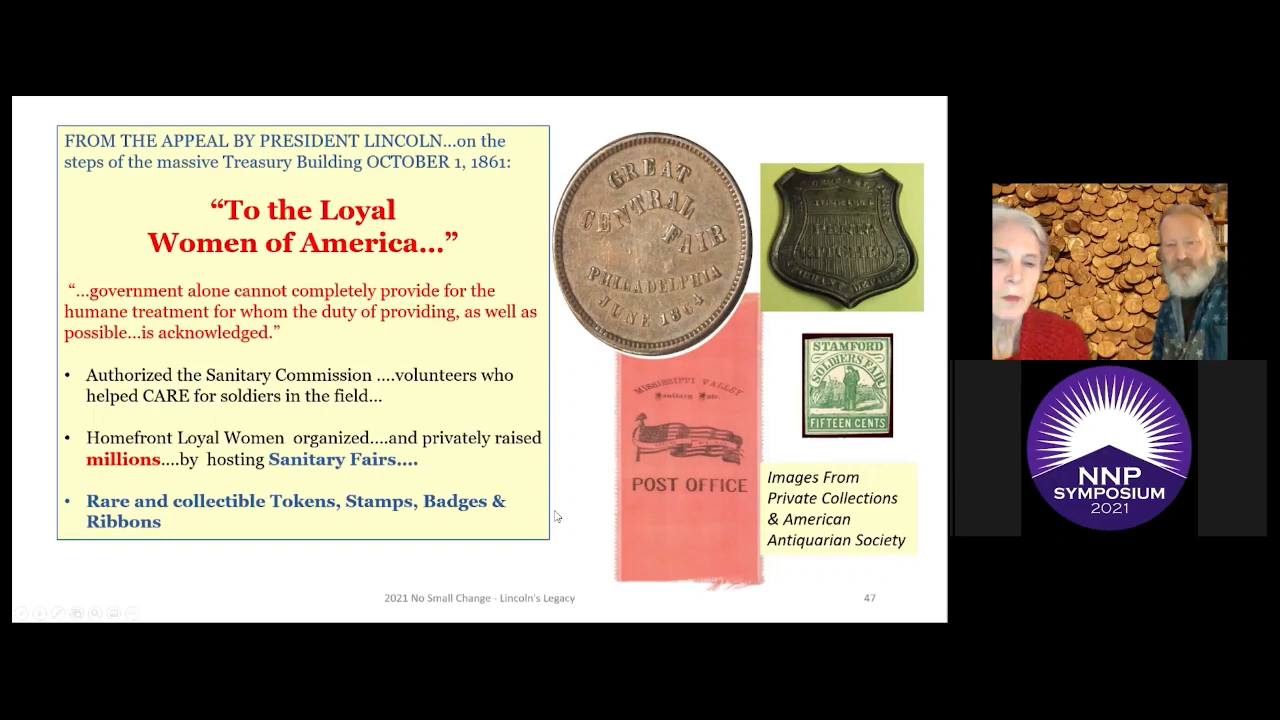 FROM THE APPEAL BY PRESIDENT LINCOLN...on the
steps of the massive Treasury Building OCTOBER 1, 1861:
“To the Loyal
Women of America...”
“...government alone cannot completely provide for the
humane treatment for whom the duty of providing, as well as
possible...is acknowledged.”
• Authorized the Sanitary Commission ....volunteers who
helped CARE for soldiers in the field...
• Homefront Loyal Women organized....and privately raised
millions....by hosting Sanitary Fairs....
• Rare and collectible Tokens, Stamps, Badges &
Ribbons
GREAT
CENTRAL
FAIR
PHILADELPHIA
JUNE 1864
MISSISSIPPI VALLEY
Sanitary Fair.
POST OFFICE
STAMFORD
SOLDIERS FAIR
FIFTEEN CENTS
Images From
Private Collections
& American
Antiquarian Society
2021 No Small Change - Lincoln's Legacy
47
NNP
SYMPOSIUM
2021